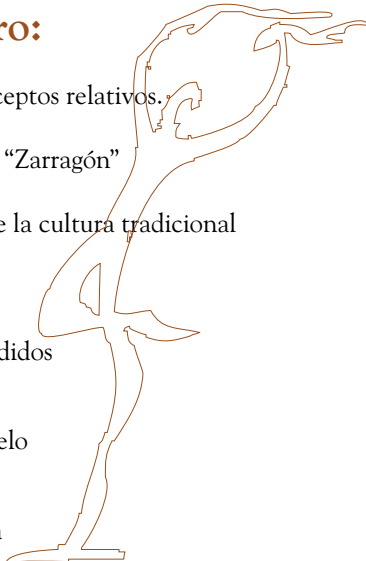 ro:
ceptos relativos.
“Zarragón”
e la cultura tradicional
didos
elo